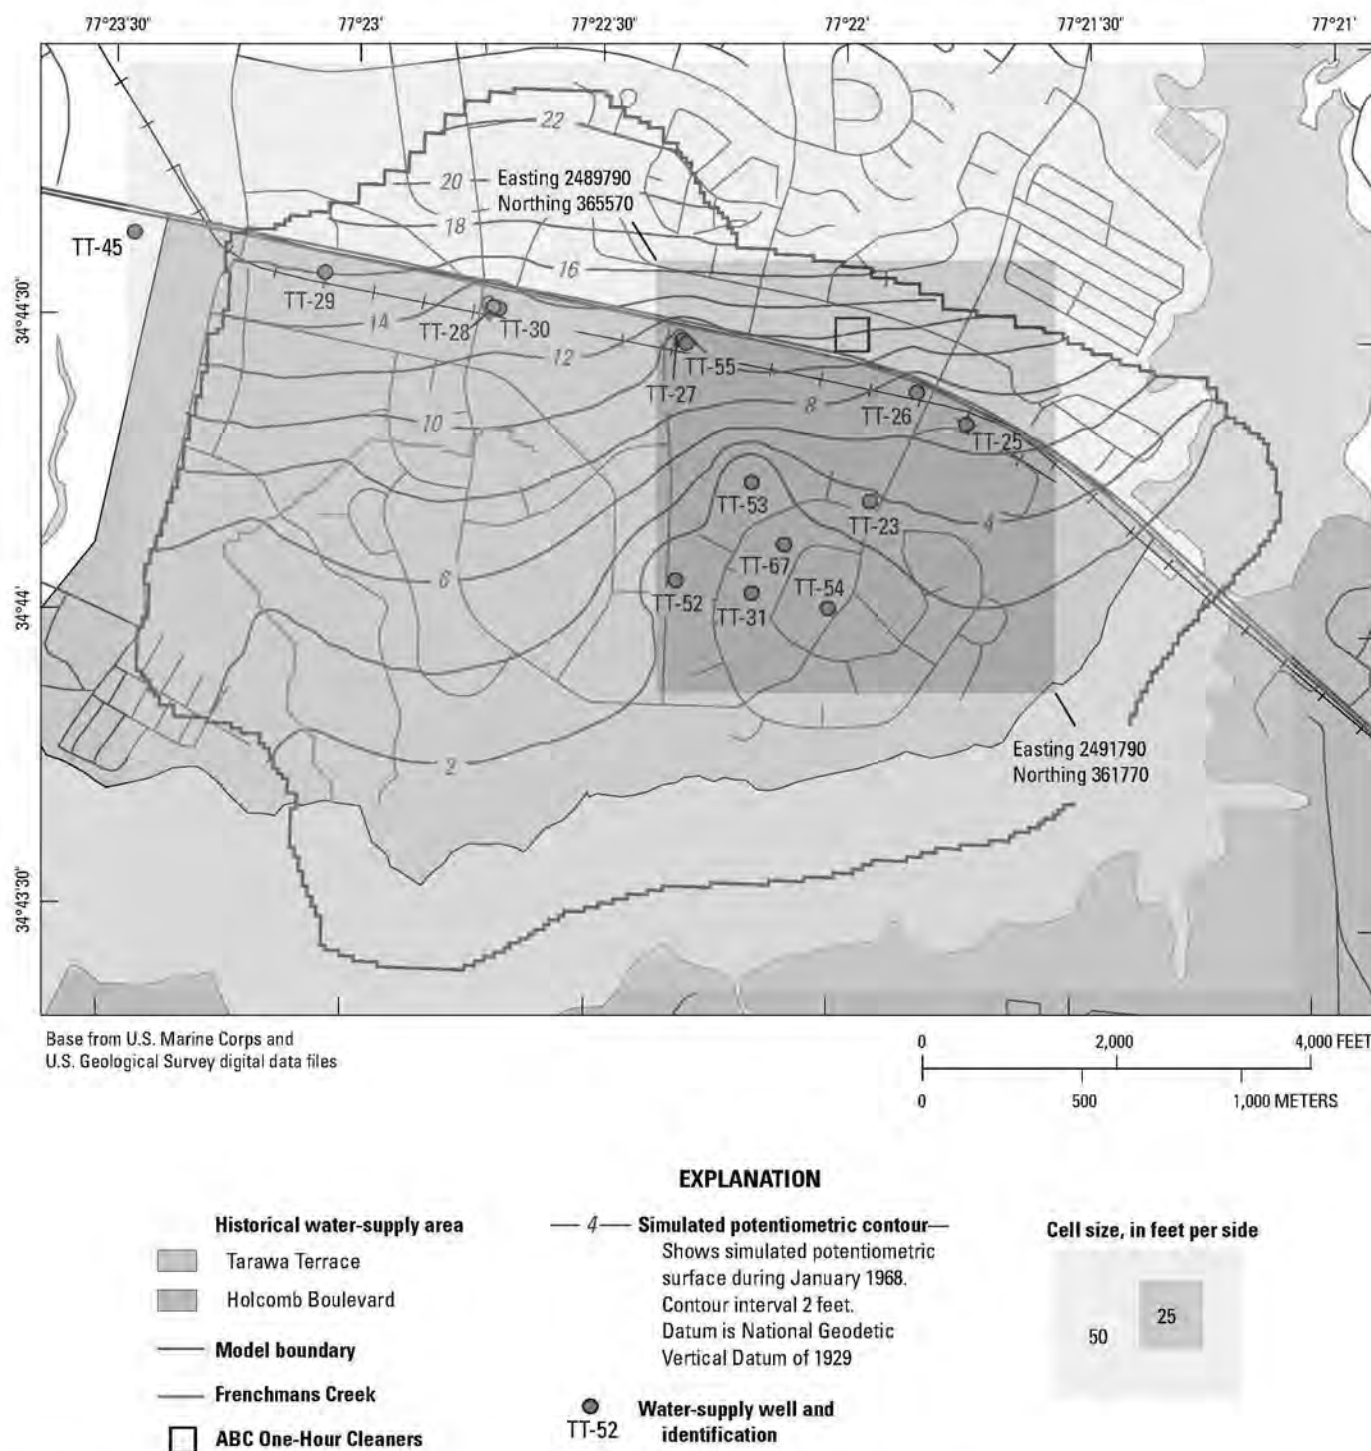 77°23'30" 77°23' 77°22'30" 77°22' 77°21'30" 77°21'
22
20
Easting 2489790
Northing 365570
18
TT-45
16
34°44'30"
TT-29
14
TT-28
TT-30
12
TT-55
TT-27
8
TT-26
10
TT-25
TT-53
TT-23
4
TT-67
6
TT-54
34°44'
TT-52
TT-31
2
Easting 2491790
Northing 361770
34°43'30"
Base from U.S. Marine Corps and
U.S. Geological Survey digital data files
0 2,000 4,000 FEET
0 500 1,000 METERS
EXPLANATION
Historical water-supply area
Tarawa Terrace
Holcomb Boulevard
Model boundary
Frenchmans Creek
ABC One-Hour Cleaners
4 Simulated potentiometric contour—
Shows simulated potentiometric
surface during January 1968.
Contour interval 2 feet.
Datum is National Geodetic
Vertical Datum of 1929
TT-52
Water-supply well and
identification
Cell size, in feet per side
50
25